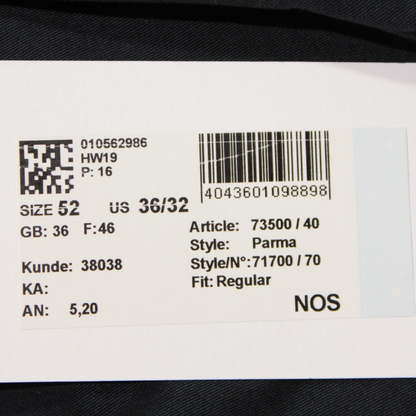 010562986
HW19
P: 16
4043601098898
SIZE 52 US 36/32
GB: 36 F:46
Article: 73500 / 40
Style: Parma
Style/N°: 71700 / 70
Fit: Regular
Kunde: 38038
KA:
AN: 5,20
NOS